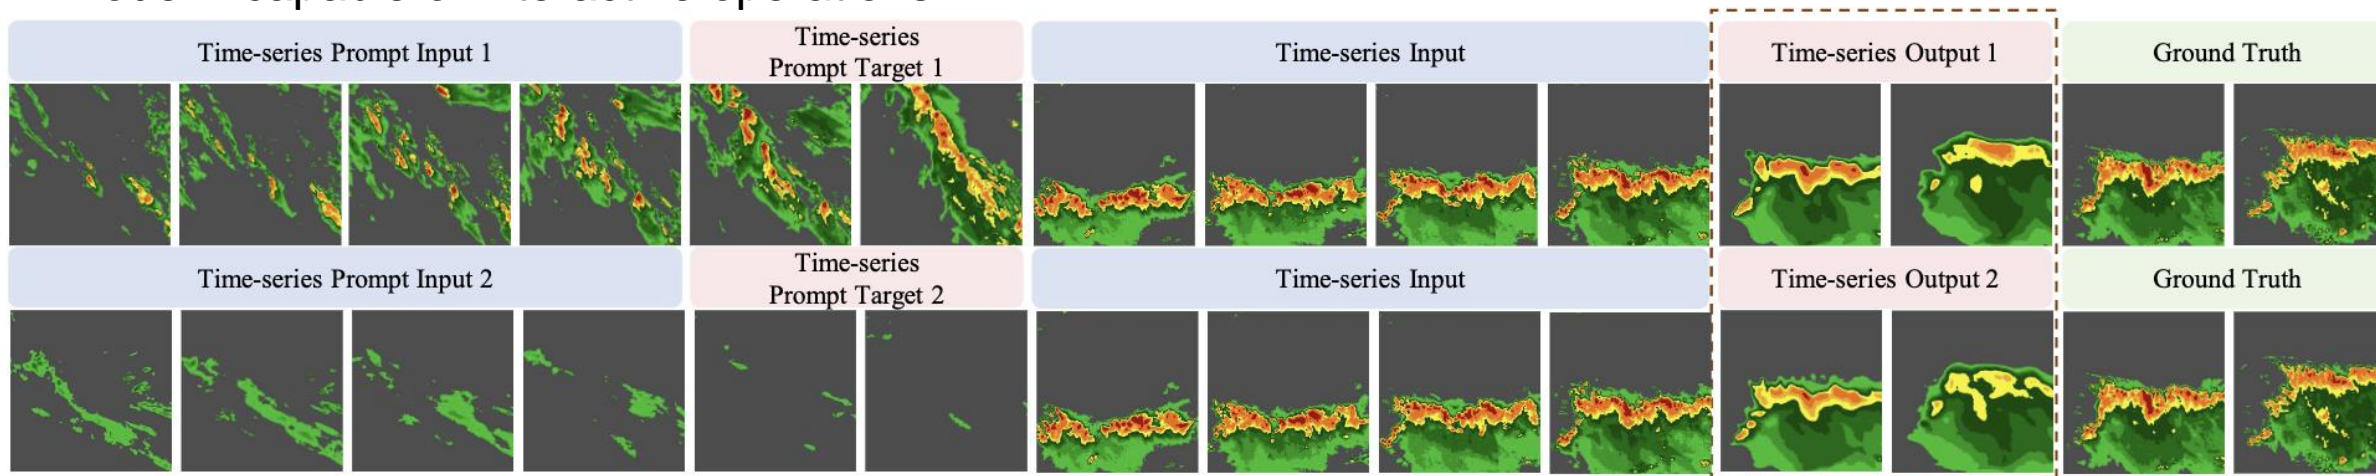 Time-series Prompt Input 1
Time-series
Prompt Target 1
Time-series Input
Time-series Output 1
Ground Truth
Time-series Prompt Input 2
Time-series
Prompt Target 2
Time-series Input
Time-series Output 2
Ground Truth